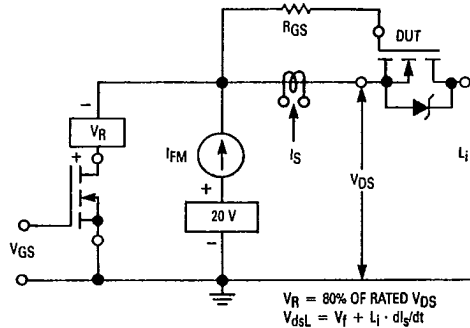 RGS
DUT
−
VR
+
IFM
IS
Li
+
VDS
20 V
VGS
−
VR = 80% OF RATED VDS
VdsL = Vf + Li · dIs/dt